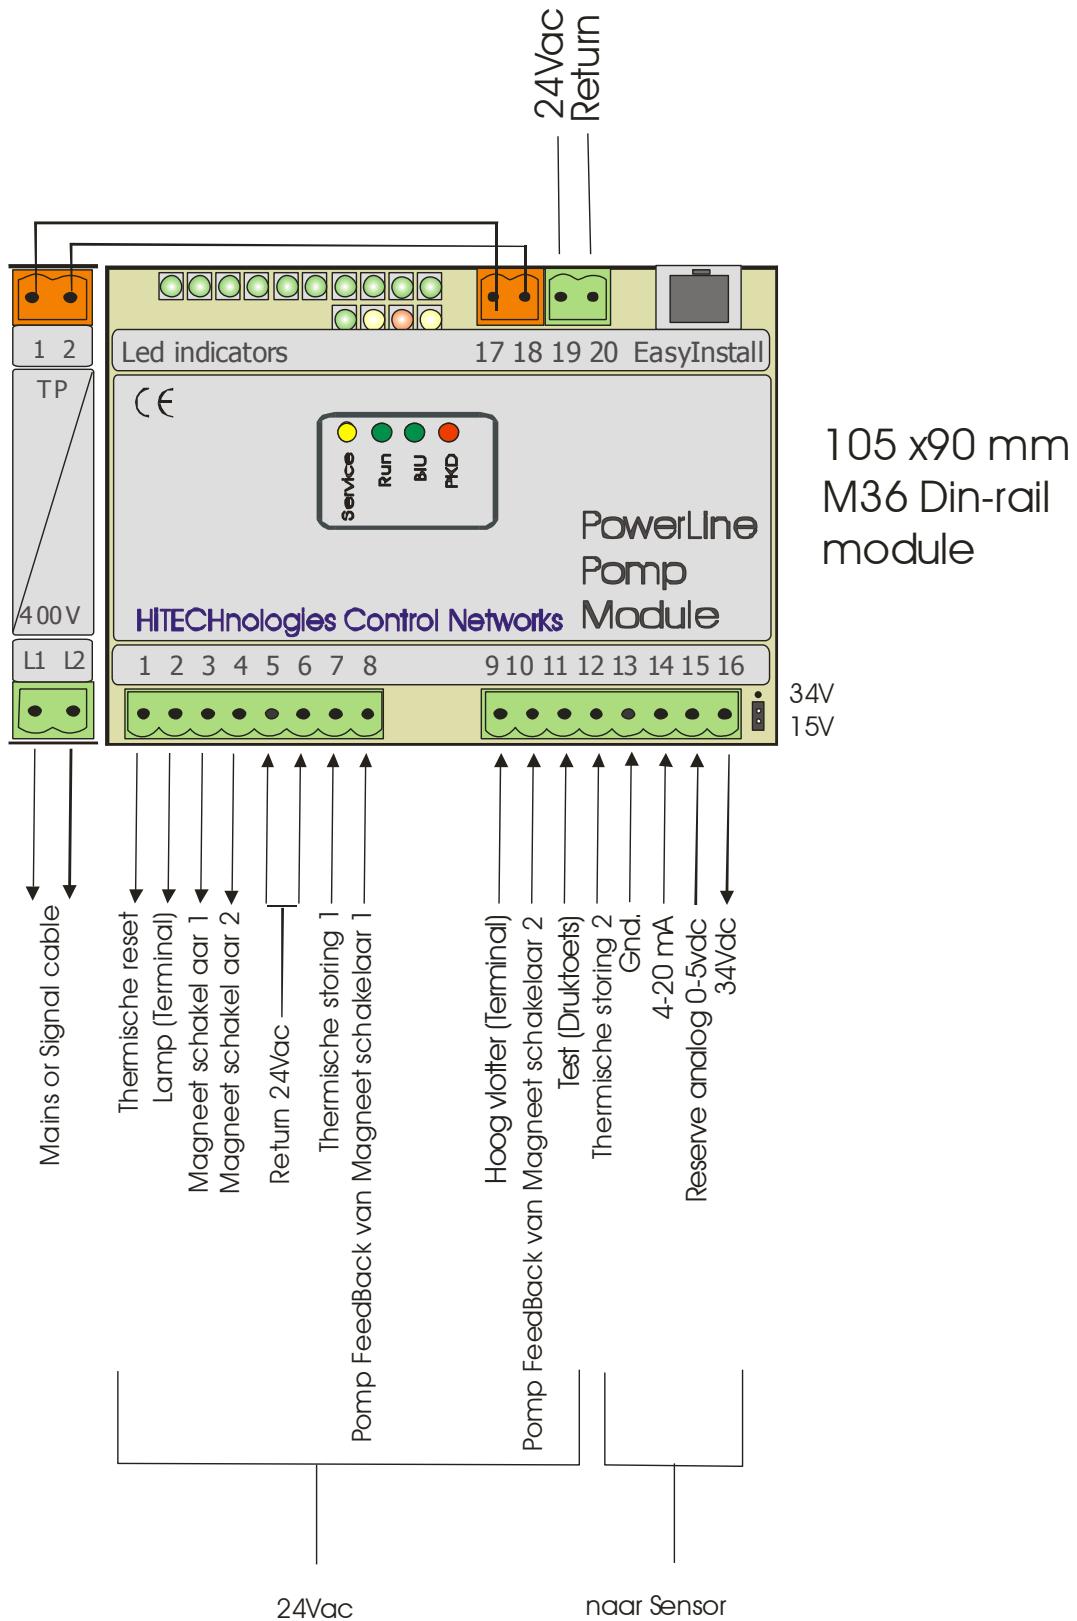 24Vac
Return
1 2
Led indicators
17 18 19 20 EasyInstall
TP
CE
Service
Run
BIU
PKD
105 x90 mm
M36 Din-rail
module
PowerLine
Pomp
Module
400V
HITECHnologies Control Networks
L1 L2
1 2 3 4 5 6 7 8
9 10 11 12 13 14 15 16
34V
15V
Mains or Signal cable
Thermische reset
Lamp (Terminal)
Magneet schakel aar 1
Magneet schakel aar 2
Return 24Vac
Thermische storing 1
Pomp FeedBack van Magneet schakelaar 1
Hoog vlotter (Terminal)
Pomp FeedBack van Magneet schakelaar 2
Test (Druktoets)
Thermische storing 2
Gnd.
4-20 mA
Reserve analog 0-5vdc
34Vdc
24Vac
naar Sensor